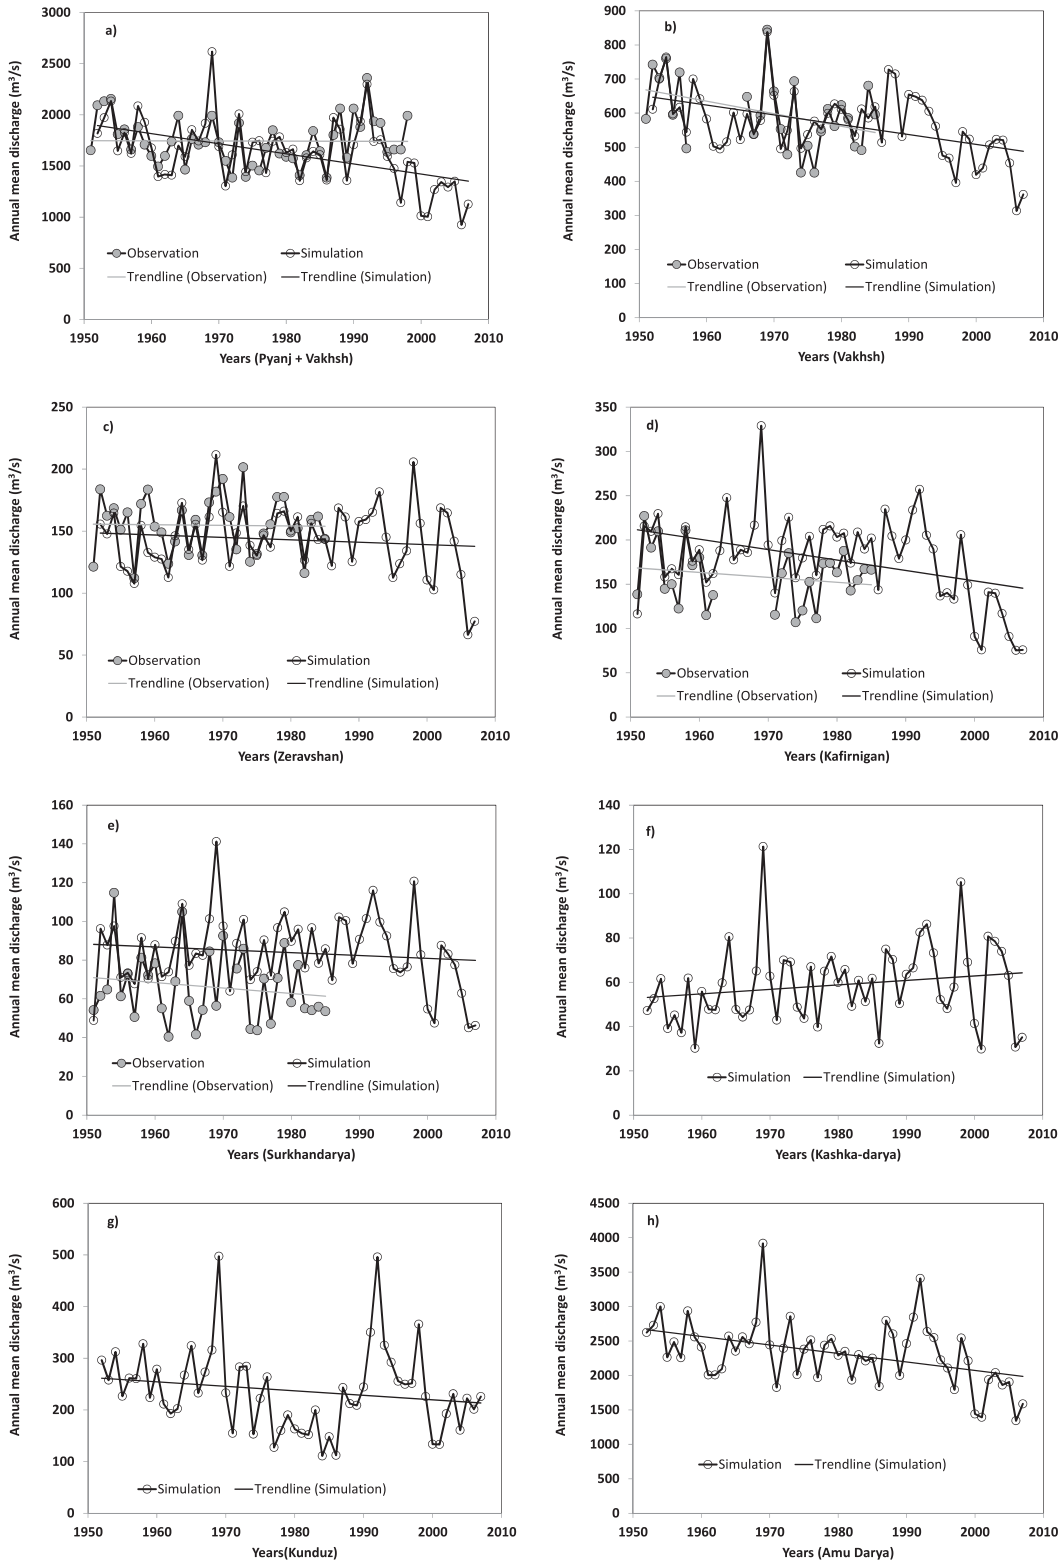 a)
Annual mean discharge (m³/s)
3000
2500
2000
1500
1000
500
0
Observation Simulation
Trendline (Observation) Trendline (Simulation)
1950 1960 1970 1980 1990 2000 2010
Years (Pyanj + Vakhsh)
b)
Annual mean discharge (m³/s)
900
800
700
600
500
400
300
200
100
0
Observation Simulation
Trendline (Observation) Trendline (Simulation)
1950 1960 1970 1980 1990 2000 2010
Years (Vakhsh)
c)
Annual mean discharge (m³/s)
250
200
150
100
50
0
Observation Simulation
Trendline (Observation) Trendline (Simulation)
1950 1960 1970 1980 1990 2000 2010
Years (Zeravshan)
d)
Annual mean discharge (m³/s)
350
300
250
200
150
100
50
0
Observation Simulation
Trendline (Observation) Trendline (Simulation)
1950 1960 1970 1980 1990 2000 2010
Years (Kafirnigan)
e)
Annual mean discharge (m³/s)
160
140
120
100
80
60
40
20
0
Observation Simulation
Trendline (Observation) Trendline (Simulation)
1950 1960 1970 1980 1990 2000 2010
Years (Surkhandarya)
f)
Annual mean discharge (m³/s)
140
120
100
80
60
40
20
0
Simulation Trendline (Simulation)
1950 1960 1970 1980 1990 2000 2010
Years (Kashka-darya)
g)
Annual mean discharge (m³/s)
600
500
400
300
200
100
0
Simulation Trendline (Simulation)
1950 1960 1970 1980 1990 2000 2010
Years(Kunduz)
h)
Annual mean discharge (m³/s)
4500
4000
3500
3000
2500
2000
1500
1000
500
0
Simulation Trendline (Simulation)
1950 1960 1970 1980 1990 2000 2010
Years (Amu Darya)